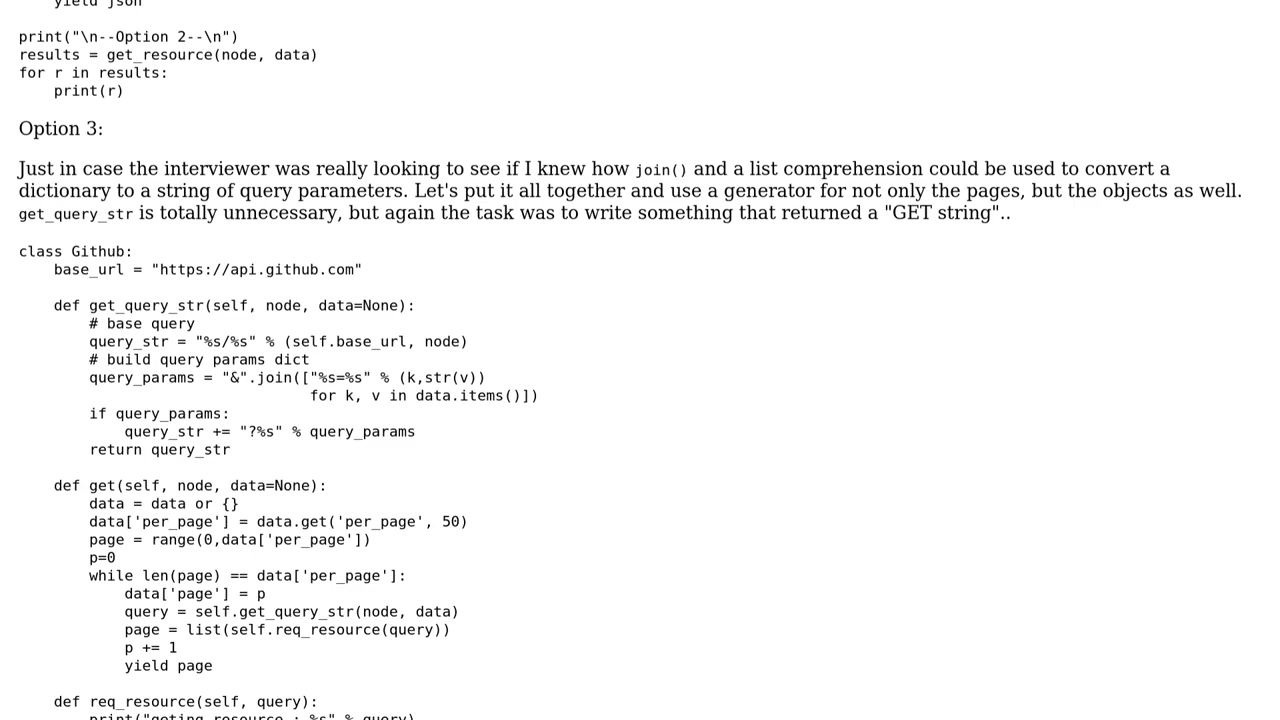 yield json
print("\n--Option 2--\n")
results = get_resource(node, data)
for r in results:
    print(r)
Option 3:
Just in case the interviewer was really looking to see if I knew how join() and a list comprehension could be used to convert a
dictionary to a string of query parameters. Let's put it all together and use a generator for not only the pages, but the objects as well.
get_query_str is totally unnecessary, but again the task was to write something that returned a "GET string"..
class Github:
    base_url = "https://api.github.com"
    def get_query_str(self, node, data=None):
        # base query
        query_str = "%s/%s" % (self.base_url, node)
        # build query params dict
        query_params = "&".join(["%s=%s" % (k,str(v))
                                 for k, v in data.items()])
        if query_params:
            query_str += "?%s" % query_params
        return query_str
    def get(self, node, data=None):
        data = data or {}
        data['per_page'] = data.get('per_page', 50)
        page = range(0,data['per_page'])
        p=0
        while len(page) == data['per_page']:
            data['page'] = p
            query = self.get_query_str(node, data)
            page = list(self.req_resource(query))
            p += 1
            yield page
    def req_resource(self, query):
        print("geting resource : %s" % query)